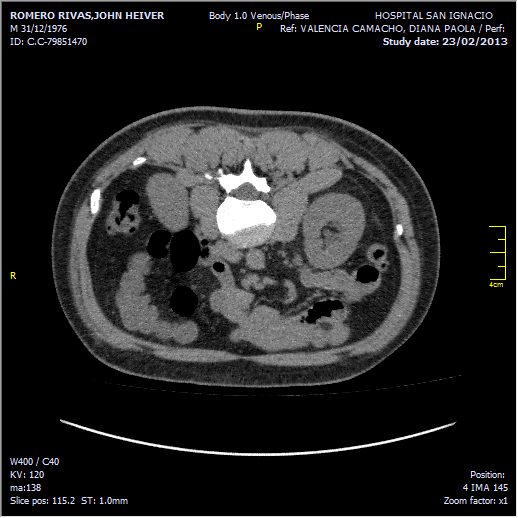 ROMERO RIVAS,JOHN HEIVER
M 31/12/1976
ID: C.C-79851470
Body 1.0 Venous/Phase
P
HOSPITAL SAN IGNACIO
Ref: VALENCIA CAMACHO, DIANA PAOLA / Perf:
Study date: 23/02/2013
R
4cm
W400 / C40
KV: 120
ma:138
Slice pos: 115.2 ST: 1.0mm
Position:
4 IMA 145
Zoom factor: x1